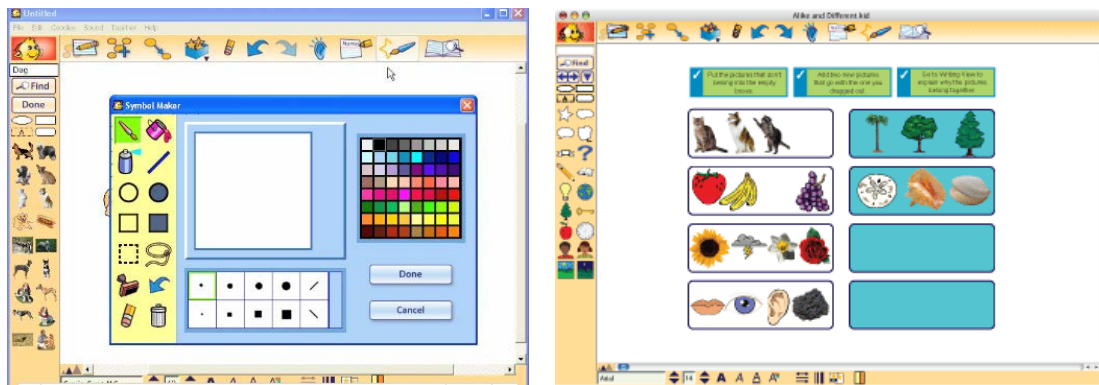 Untitled
File Edit Goodies Sound Teacher Help
Dog
Find
Done
Symbol Maker
Done
Cancel
Alike and Different.kid
Find
Put the pictures that don't
belong into the empty
boxes.
Add two new pictures
that go with the one you
dragged out.
Go to Writing View to
explain why the pictures
belong together.
Arial
14